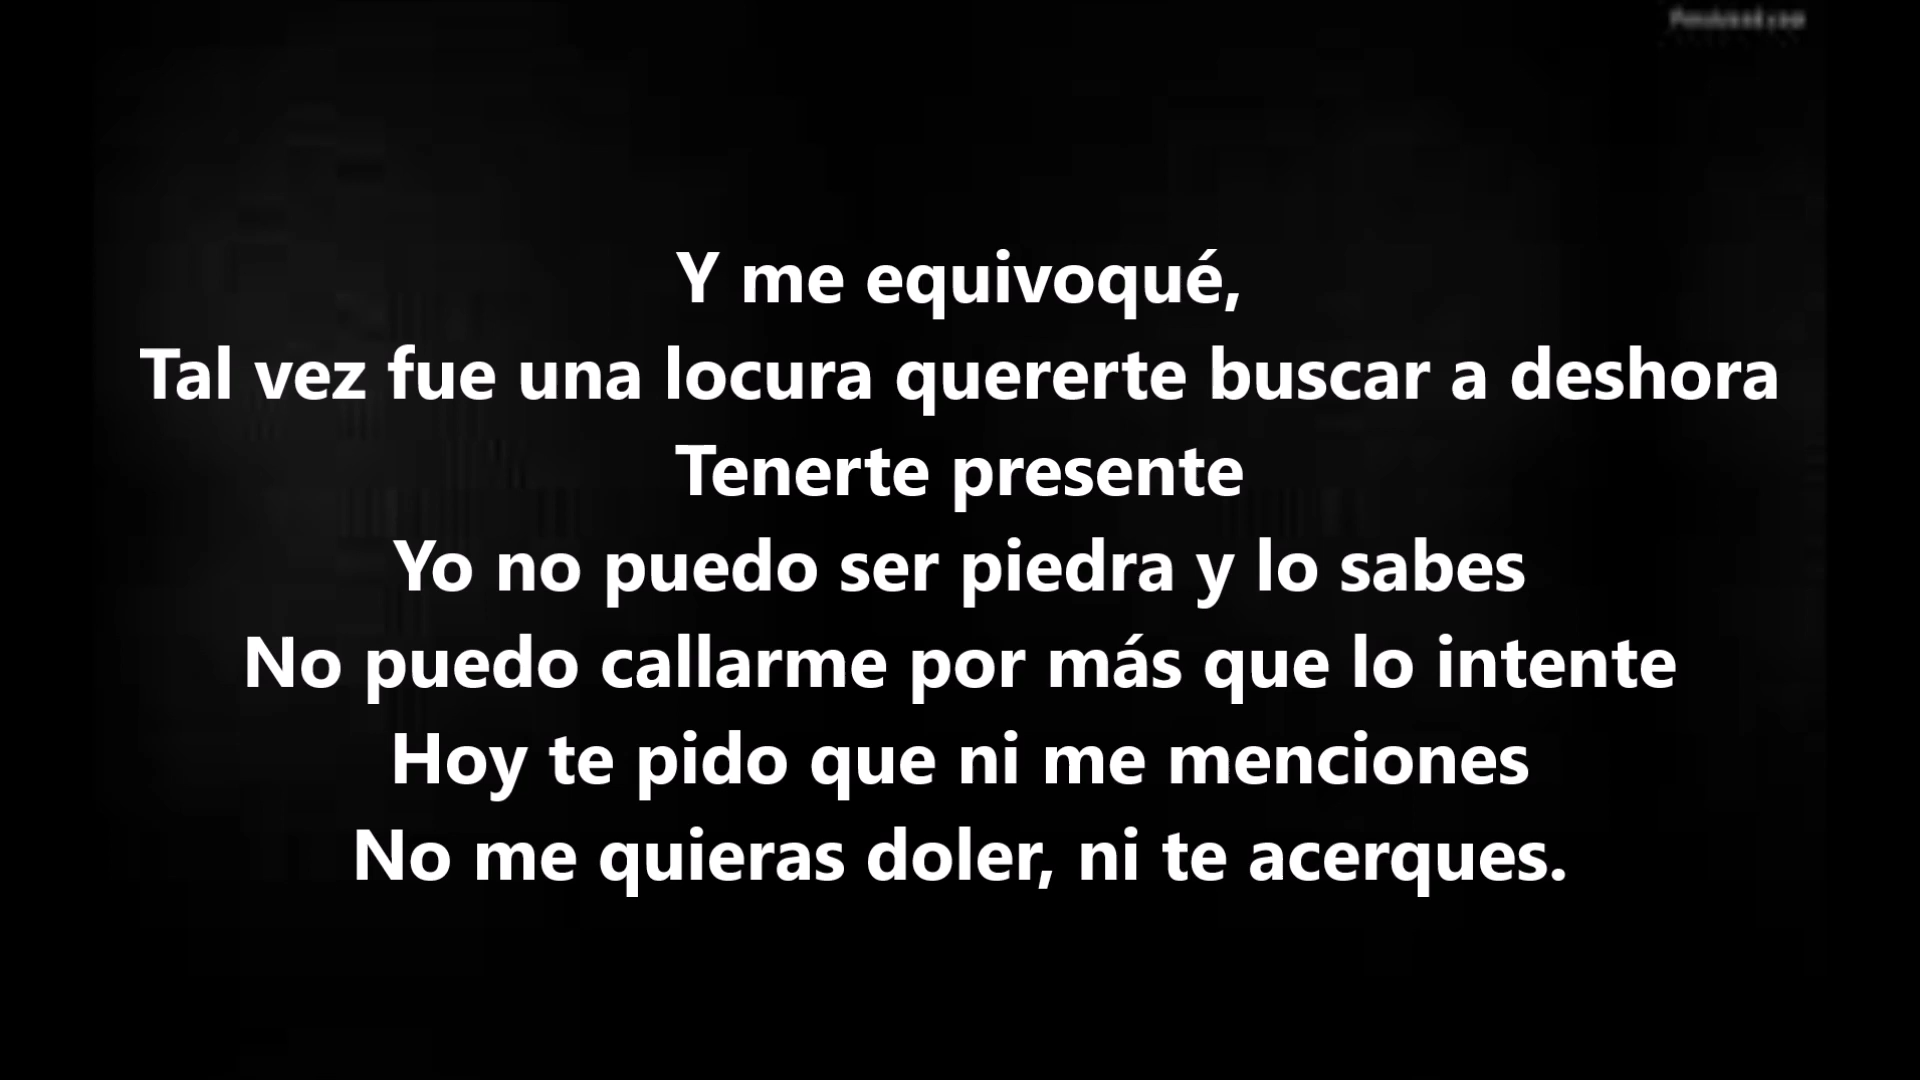 Y me equivoqué,
Tal vez fue una locura quererte buscar a deshora
Tenerte presente
Yo no puedo ser piedra y lo sabes
No puedo callarme por más que lo intente
Hoy te pido que ni me menciones
No me quieras doler, ni te acerques.